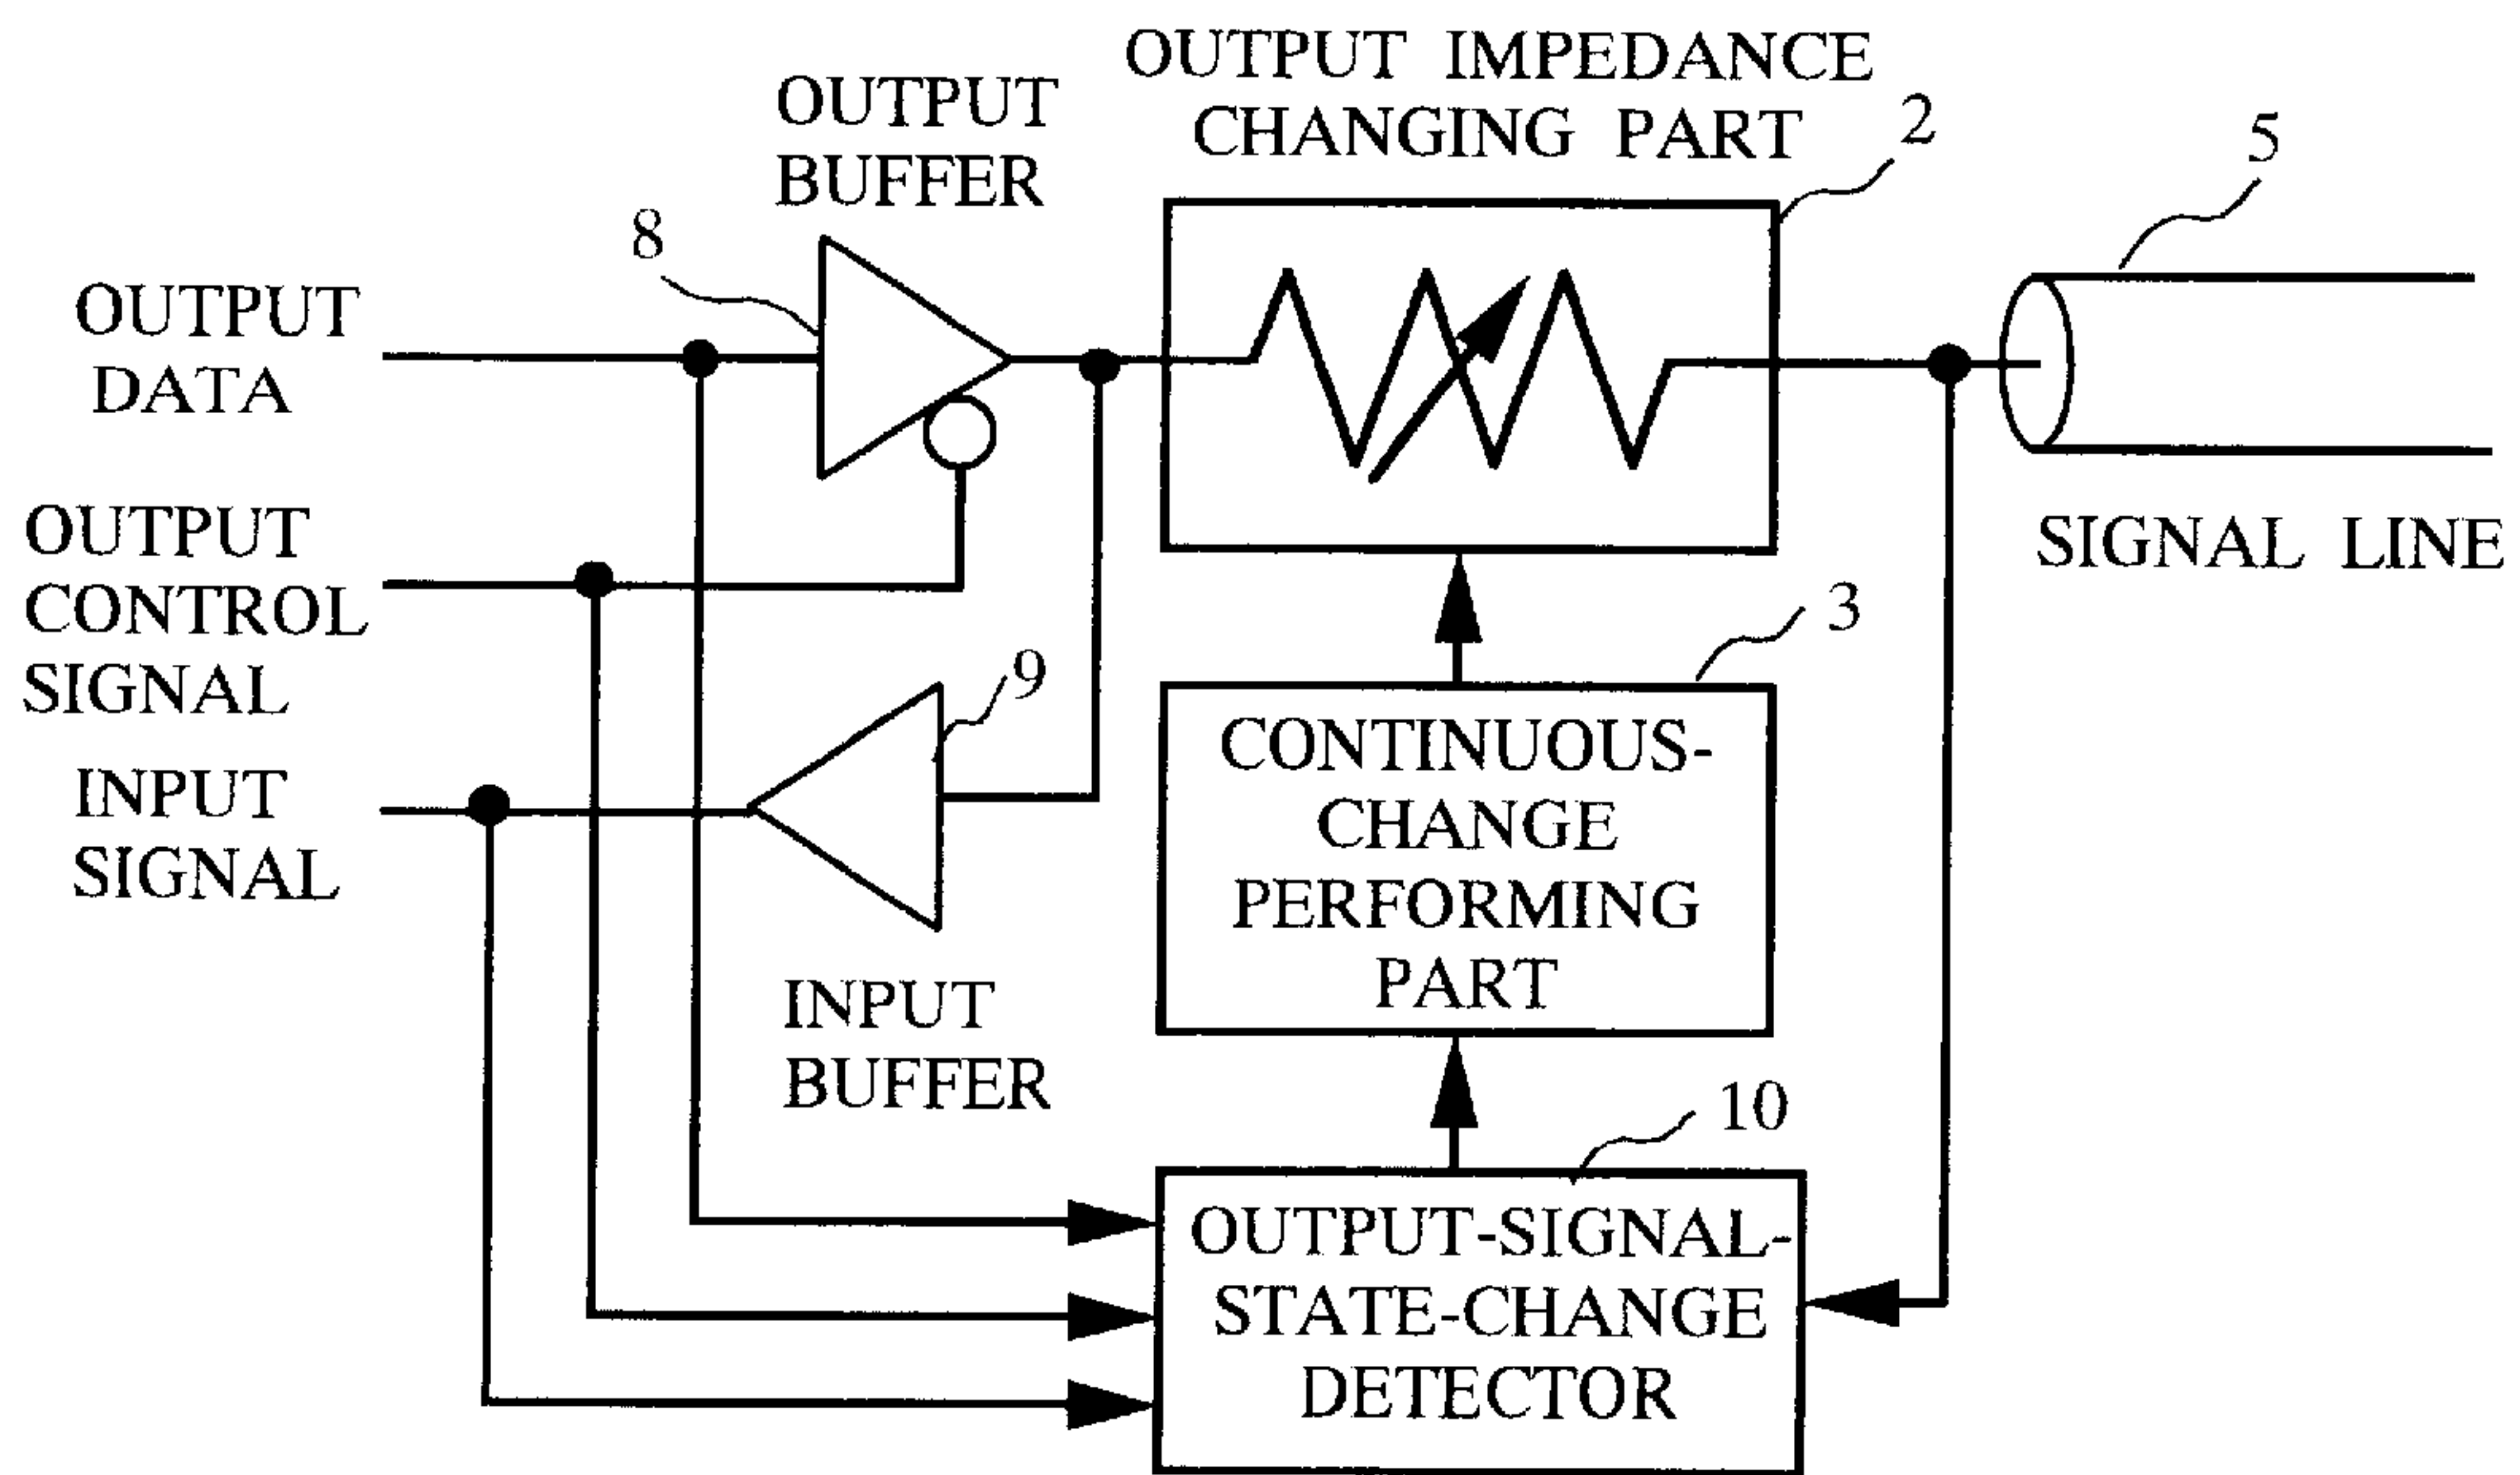 OUTPUT IMPEDANCE
CHANGING PART
2
OUTPUT
BUFFER
5
8
OUTPUT
DATA
OUTPUT
CONTROL
SIGNAL
SIGNAL LINE
3
9
INPUT
SIGNAL
CONTINUOUS-
CHANGE
PERFORMING
PART
INPUT
BUFFER
10
OUTPUT-SIGNAL-
STATE-CHANGE
DETECTOR